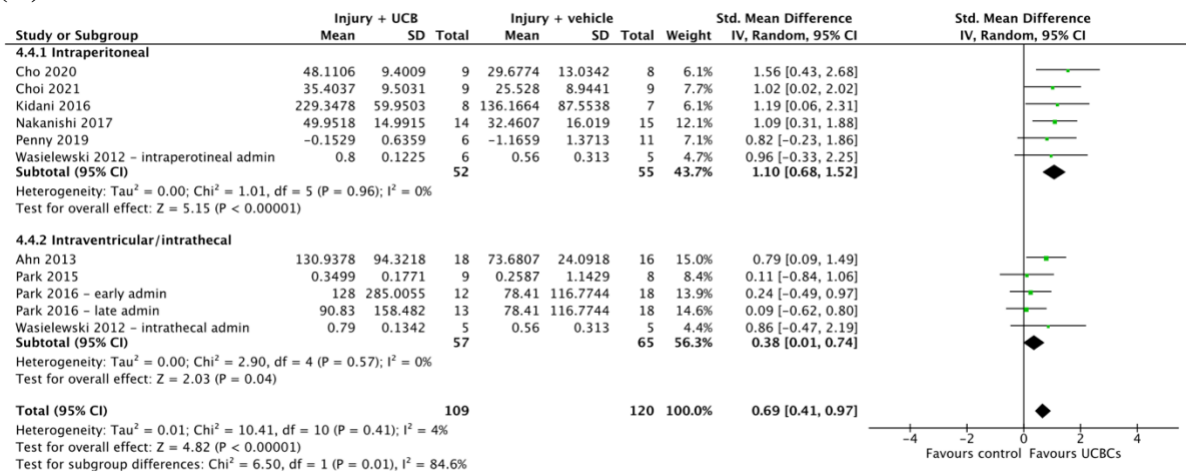 Injury + UCB Injury + vehicle Std. Mean Difference Std. Mean Difference
Study or Subgroup Mean SD Total Mean SD Total Weight IV, Random, 95% CI IV, Random, 95% CI
4.4.1 Intraperitoneal
Cho 2020 48.1106 9.4009 9 29.6774 13.0342 8 6.1% 1.56 [0.43, 2.68]
Choi 2021 35.4037 9.5031 9 25.528 8.9441 9 7.7% 1.02 [0.02, 2.02]
Kidani 2016 229.3478 59.9503 8 136.1664 87.5538 7 6.1% 1.19 [0.06, 2.31]
Nakanishi 2017 49.9518 14.9915 14 32.4607 16.019 15 12.1% 1.09 [0.31, 1.88]
Penny 2019 -0.1529 0.6359 6 -1.1659 1.3713 11 7.1% 0.82 [-0.23, 1.86]
Wasielewski 2012 - intraperotineal admin 0.8 0.1225 6 0.56 0.313 5 4.7% 0.96 [-0.33, 2.25]
Subtotal (95% CI) 52 55 43.7% 1.10 [0.68, 1.52]
Heterogeneity: Tau² = 0.00; Chi² = 1.01, df = 5 (P = 0.96); I² = 0%
Test for overall effect: Z = 5.15 (P < 0.00001)
4.4.2 Intraventricular/intrathecal
Ahn 2013 130.9378 94.3218 18 73.6807 24.0918 16 15.0% 0.79 [0.09, 1.49]
Park 2015 0.3499 0.1771 9 0.2587 1.1429 8 8.4% 0.11 [-0.84, 1.06]
Park 2016 - early admin 128 285.0055 12 78.41 116.7744 18 13.9% 0.24 [-0.49, 0.97]
Park 2016 - late admin 90.83 158.482 13 78.41 116.7744 18 14.6% 0.09 [-0.62, 0.80]
Wasielewski 2012 - intrathecal admin 0.79 0.1342 5 0.56 0.313 5 4.4% 0.86 [-0.47, 2.19]
Subtotal (95% CI) 57 65 56.3% 0.38 [0.01, 0.74]
Heterogeneity: Tau² = 0.00; Chi² = 2.90, df = 4 (P = 0.57); I² = 0%
Test for overall effect: Z = 2.03 (P = 0.04)
Total (95% CI) 109 120 100.0% 0.69 [0.41, 0.97]
Heterogeneity: Tau² = 0.01; Chi² = 10.41, df = 10 (P = 0.41); I² = 4%
Test for overall effect: Z = 4.82 (P < 0.00001)
Test for subgroup differences: Chi² = 6.50, df = 1 (P = 0.01), I² = 84.6%
-4 -2 0 2 4
Favours control Favours UCBCs